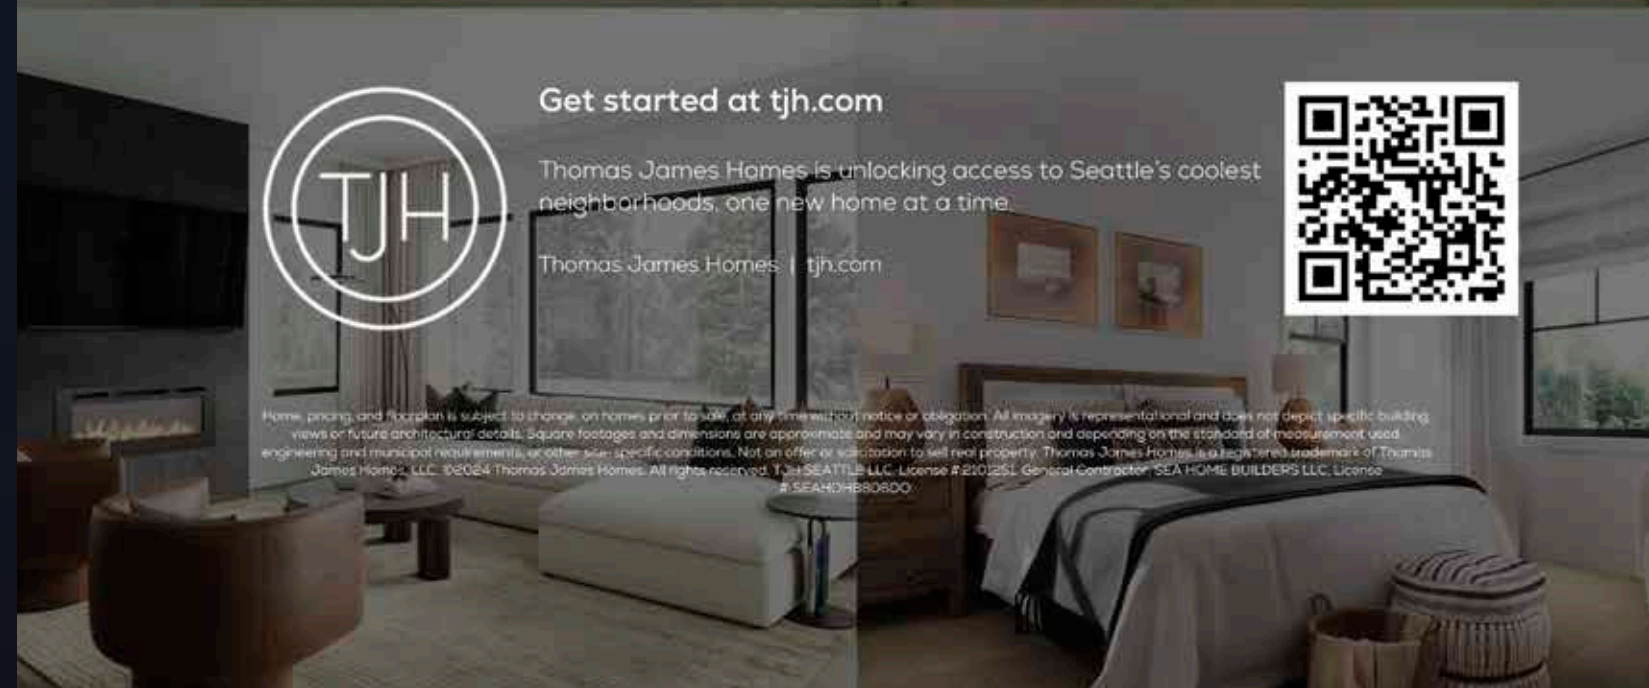 TJH
Get started at tjh.com
Thomas James Homes is unlocking access to Seattle's coolest
neighborhoods, one new home at a time.
Thomas James Homes | tjh.com
Home, pricing, and floorplan is subject to change, on homes prior to sale, at any time without notice or obligation. All imagery is representational and does not depict specific building,
views or future architectural details. Square footages and dimensions are approximate and may vary in construction and depending on the standard of measurement used,
engineering and municipal requirements, or other site-specific conditions. Not an offer or solicitation to sell real property. Thomas James Homes is a registered trademark of Thomas
James Homes, LLC. ©2024 Thomas James Homes. All rights reserved. TJH SEATTLE LLC. License #2101251. General Contractor: SEA HOME BUILDERS LLC, License